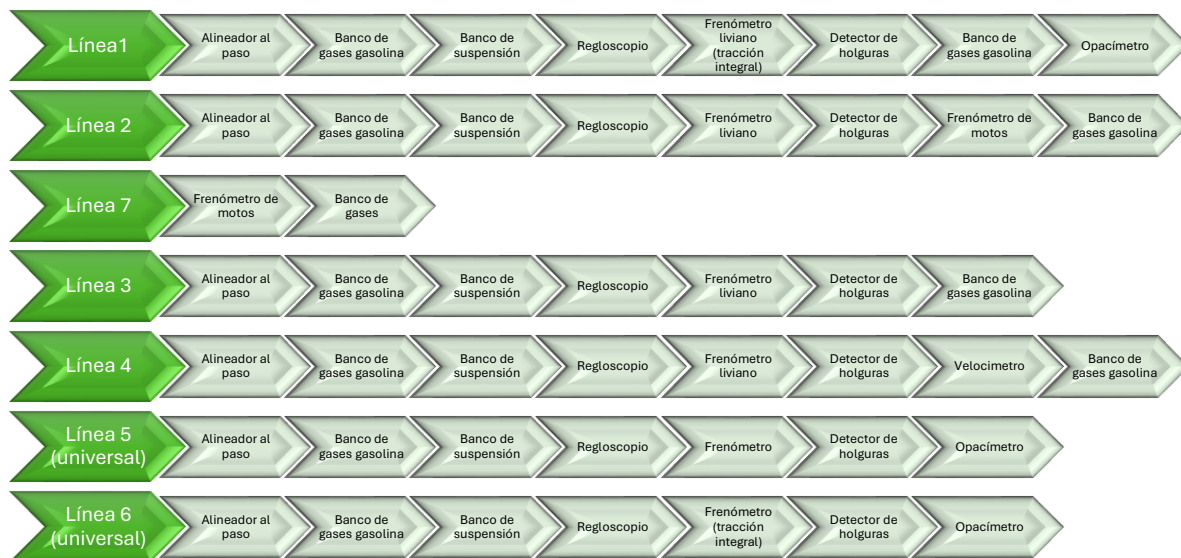 Línea1
Alineador al
paso
Banco de
gases gasolina
Banco de
suspensión
Regloscopio
Frenómetro
liviano
(tracción
integral)
Detector de
holguras
Banco de
gases gasolina
Opacímetro
Línea 2
Alineador al
paso
Banco de
gases gasolina
Banco de
suspensión
Regloscopio
Frenómetro
liviano
Detector de
holguras
Frenómetro de
motos
Banco de
gases gasolina
Línea 7
Frenómetro de
motos
Banco de
gases
Línea 3
Alineador al
paso
Banco de
gases gasolina
Banco de
suspensión
Regloscopio
Frenómetro
liviano
Detector de
holguras
Banco de
gases gasolina
Línea 4
Alineador al
paso
Banco de
gases gasolina
Banco de
suspensión
Regloscopio
Frenómetro
liviano
Detector de
holguras
Velocimetro
Banco de
gases gasolina
Línea 5
(universal)
Alineador al
paso
Banco de
gases gasolina
Banco de
suspensión
Regloscopio
Frenómetro
Detector de
holguras
Opacímetro
Línea 6
(universal)
Alineador al
paso
Banco de
gases gasolina
Banco de
suspensión
Regloscopio
Frenómetro
(tracción
integral)
Detector de
holguras
Opacímetro